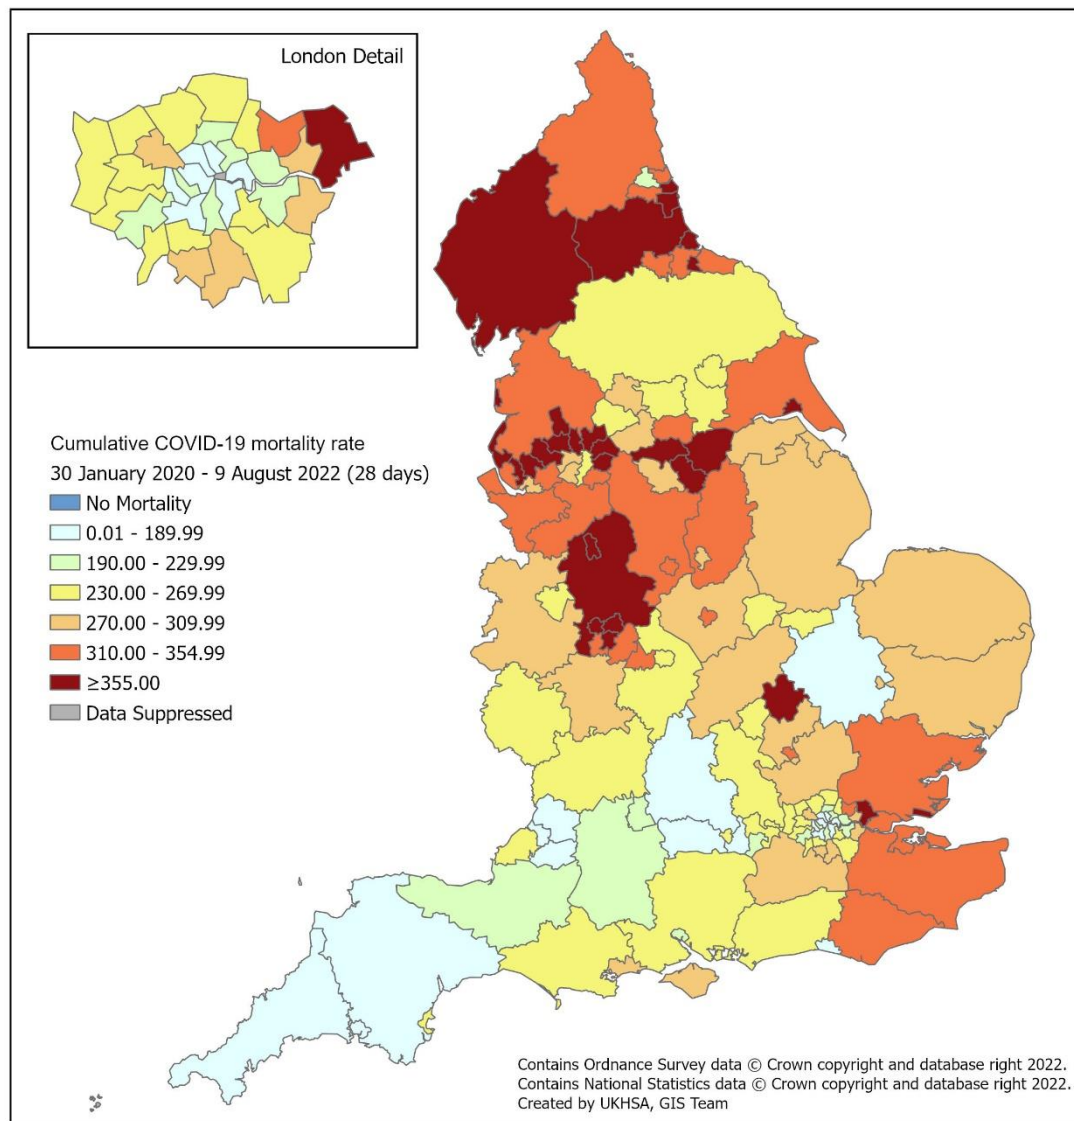 London Detail
Cumulative COVID-19 mortality rate
30 January 2020 - 9 August 2022 (28 days)
No Mortality
0.01 - 189.99
190.00 - 229.99
230.00 - 269.99
270.00 - 309.99
310.00 - 354.99
≥355.00
Data Suppressed
Contains Ordnance Survey data © Crown copyright and database right 2022.
Contains National Statistics data © Crown copyright and database right 2022.
Created by UKHSA, GIS Team